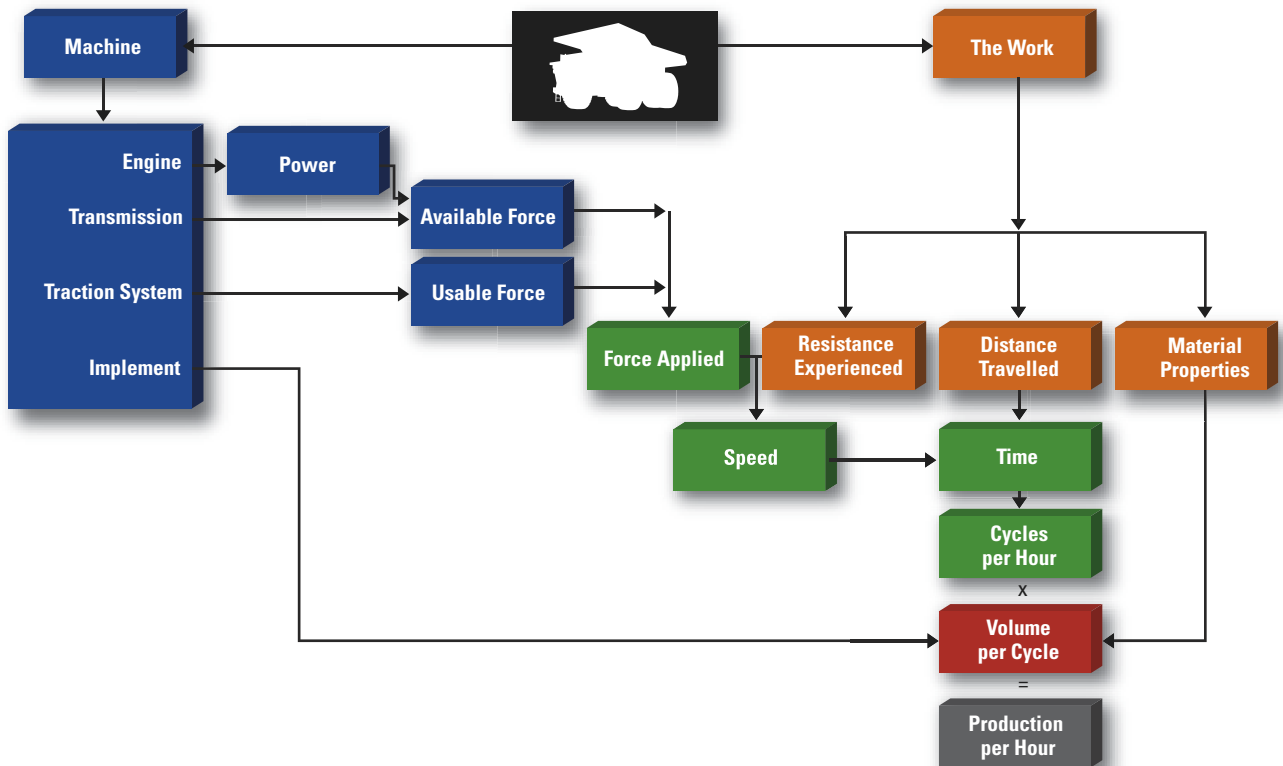 Machine
The Work
Engine
Power
Transmission
Available Force
Traction System
Usable Force
Implement
Force Applied
Resistance
Experienced
Distance
Travelled
Material
Properties
Speed
Time
Cycles
per Hour
x
Volume
per Cycle
=
Production
per Hour